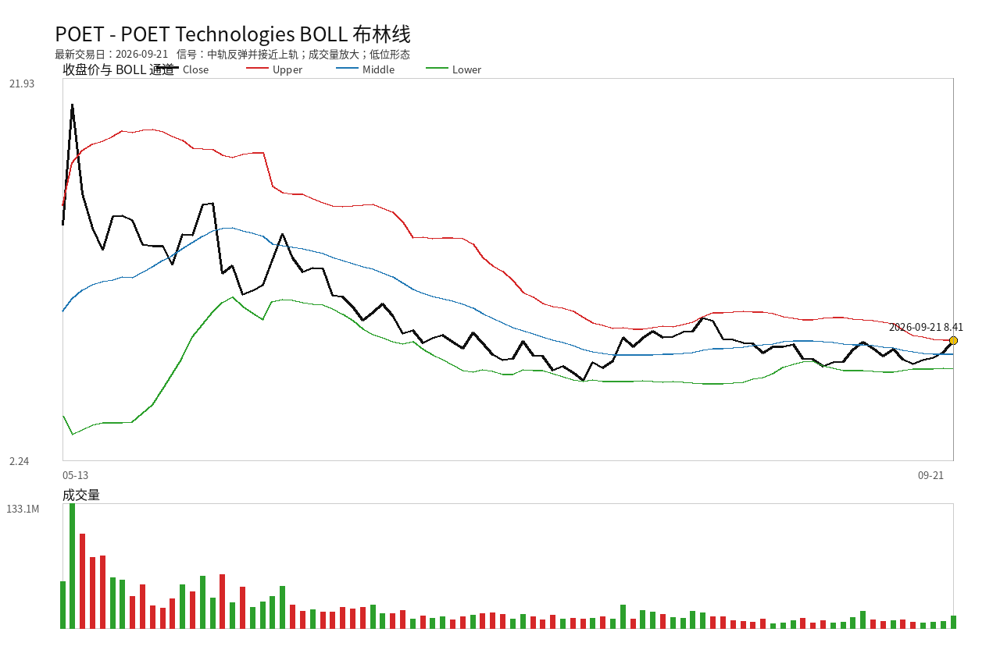 POET - POET Technologies BOLL 布林线
最新交易日：2026-09-21 信号：中轨反弹并接近上轨；成交量放大；低位形态
收盘价与 BOLL 通道 Close Upper Middle Lower
21.93
2026-09-21 8.41
2.24
05-13 09-21
成交量
133.1M